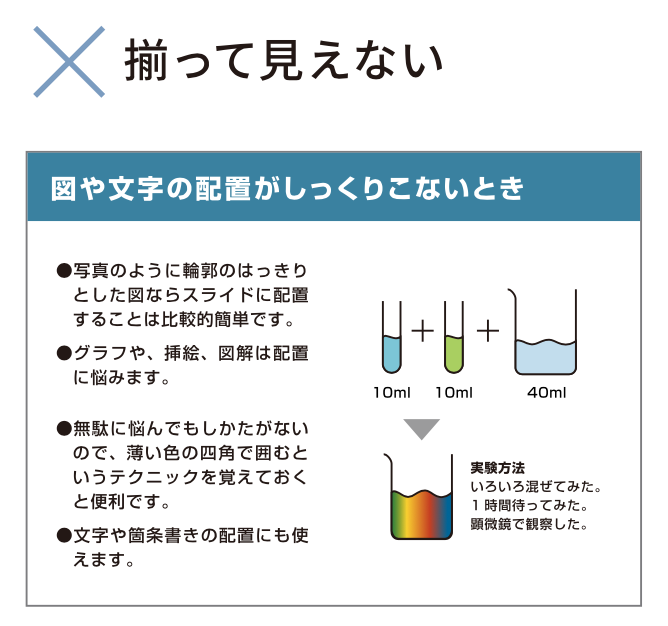 揃って見えない
図や文字の配置がしっくりこないとき
●写真のように輪郭のはっきり
とした図ならスライドに配置
することは比較的簡単です。
●グラフや、挿絵、図解は配置
に悩みます。
●無駄に悩んでもしかたがない
ので、薄い色の四角で囲むと
いうテクニックを覚えておく
と便利です。
●文字や箇条書きの配置にも使
えます。
10ml
10ml
40ml
実験方法
いろいろ混ぜてみた。
1時間待ってみた。
顕微鏡で観察した。